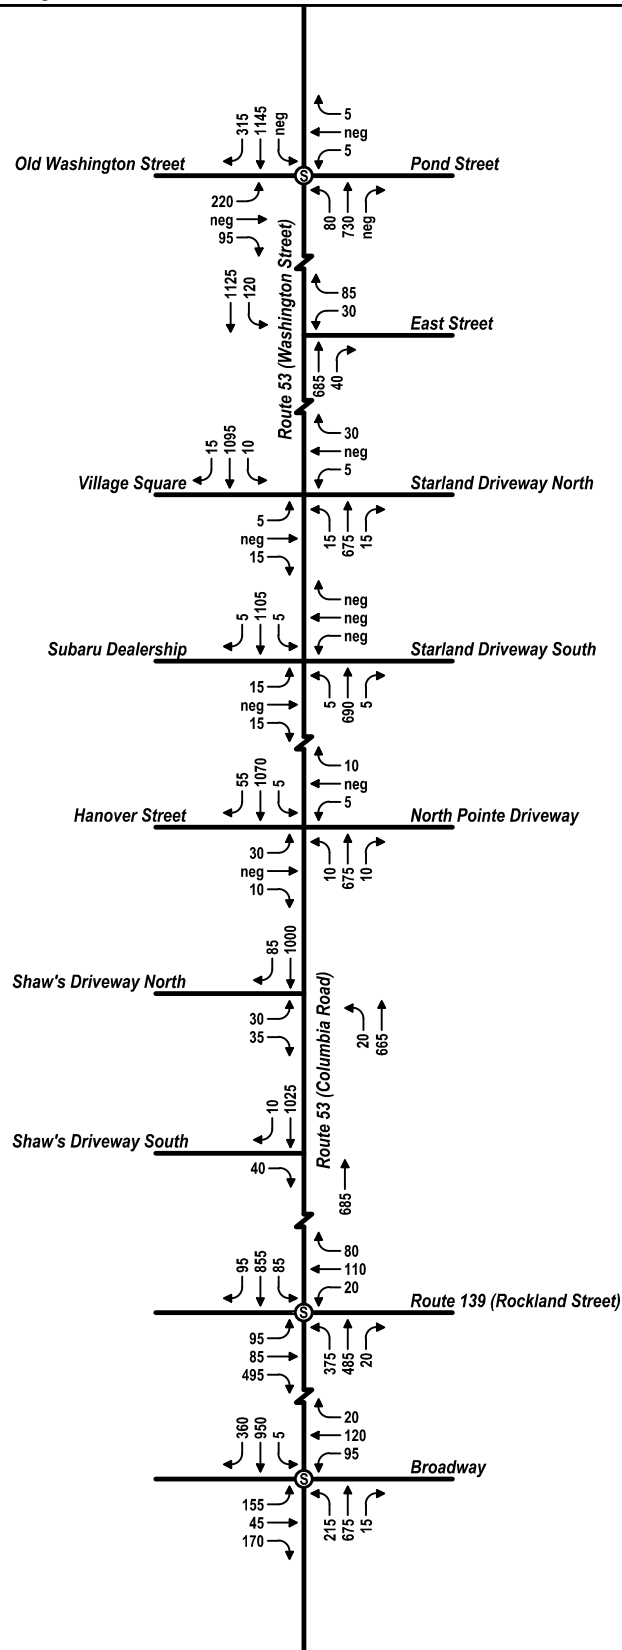 315 1145 neg
5
neg
5
Old Washington Street
Pond Street
S
220
neg
95
80 730 neg
Route 53 (Washington Street)
1125 120
85
30
East Street
685 40
15 1095 10
30
neg
5
Village Square
Starland Driveway North
5
neg
15
15 675 15
5 1105 5
neg
neg
neg
Subaru Dealership
Starland Driveway South
15
neg
15
5 690 5
55 1070 5
10
neg
5
Hanover Street
North Pointe Driveway
30
neg
10
10 675 10
85 1000
Shaw's Driveway North
30
35
20 665
Route 53 (Columbia Road)
10 1025
Shaw's Driveway South
40
685
95 855 85
80
110
20
Route 139 (Rockland Street)
S
95
85
495
375 485 20
360 950 5
20
120
95
Broadway
S
155
45
170
215 675 15